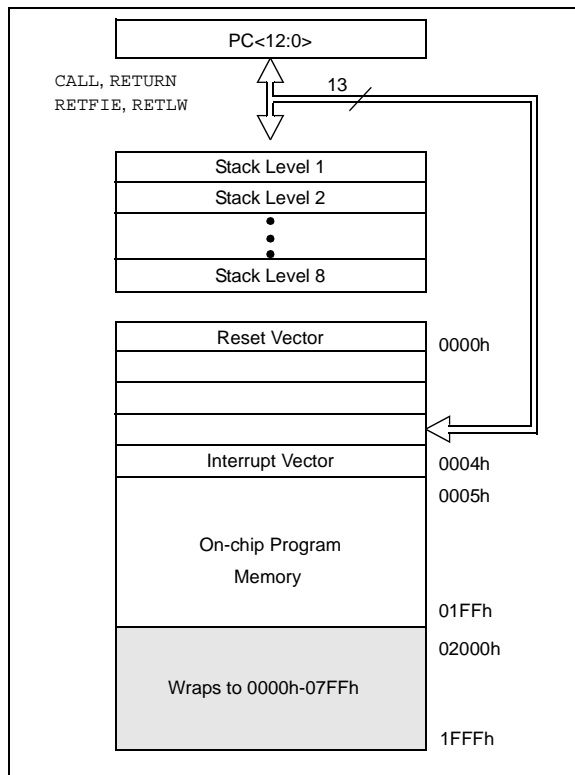 PC<12:0>
CALL, RETURN
RETFIE, RETLW
13
Stack Level 1
Stack Level 2
Stack Level 8
Reset Vector
0000h
Interrupt Vector
0004h
0005h
On-chip Program
Memory
01FFh
02000h
Wraps to 0000h-07FFh
1FFFh